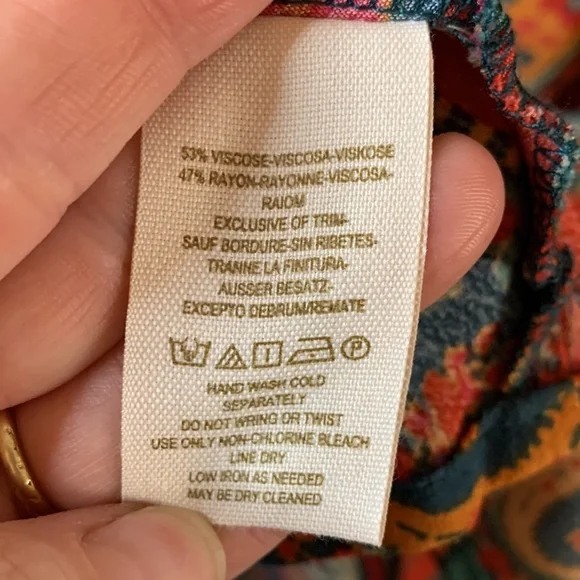 53% VISCOSE-VISCOSA-VISKOSE
47% RAYON-RAYONNE-VISCOSA-
RAIOM
EXCLUSIVE OF TRIM-
SAUF BORDURE-SIN RIBETES-
TRANNE LA FINITURA-
AUSSER BESATZ-
EXCEPTO DEBRUM/REMATE
P
HAND WASH COLD
SEPARATELY
DO NOT WRING OR TWIST
USE ONLY NON-CHLORINE BLEACH
LINE DRY
LOW IRON AS NEEDED
MAY BE DRY CLEANED